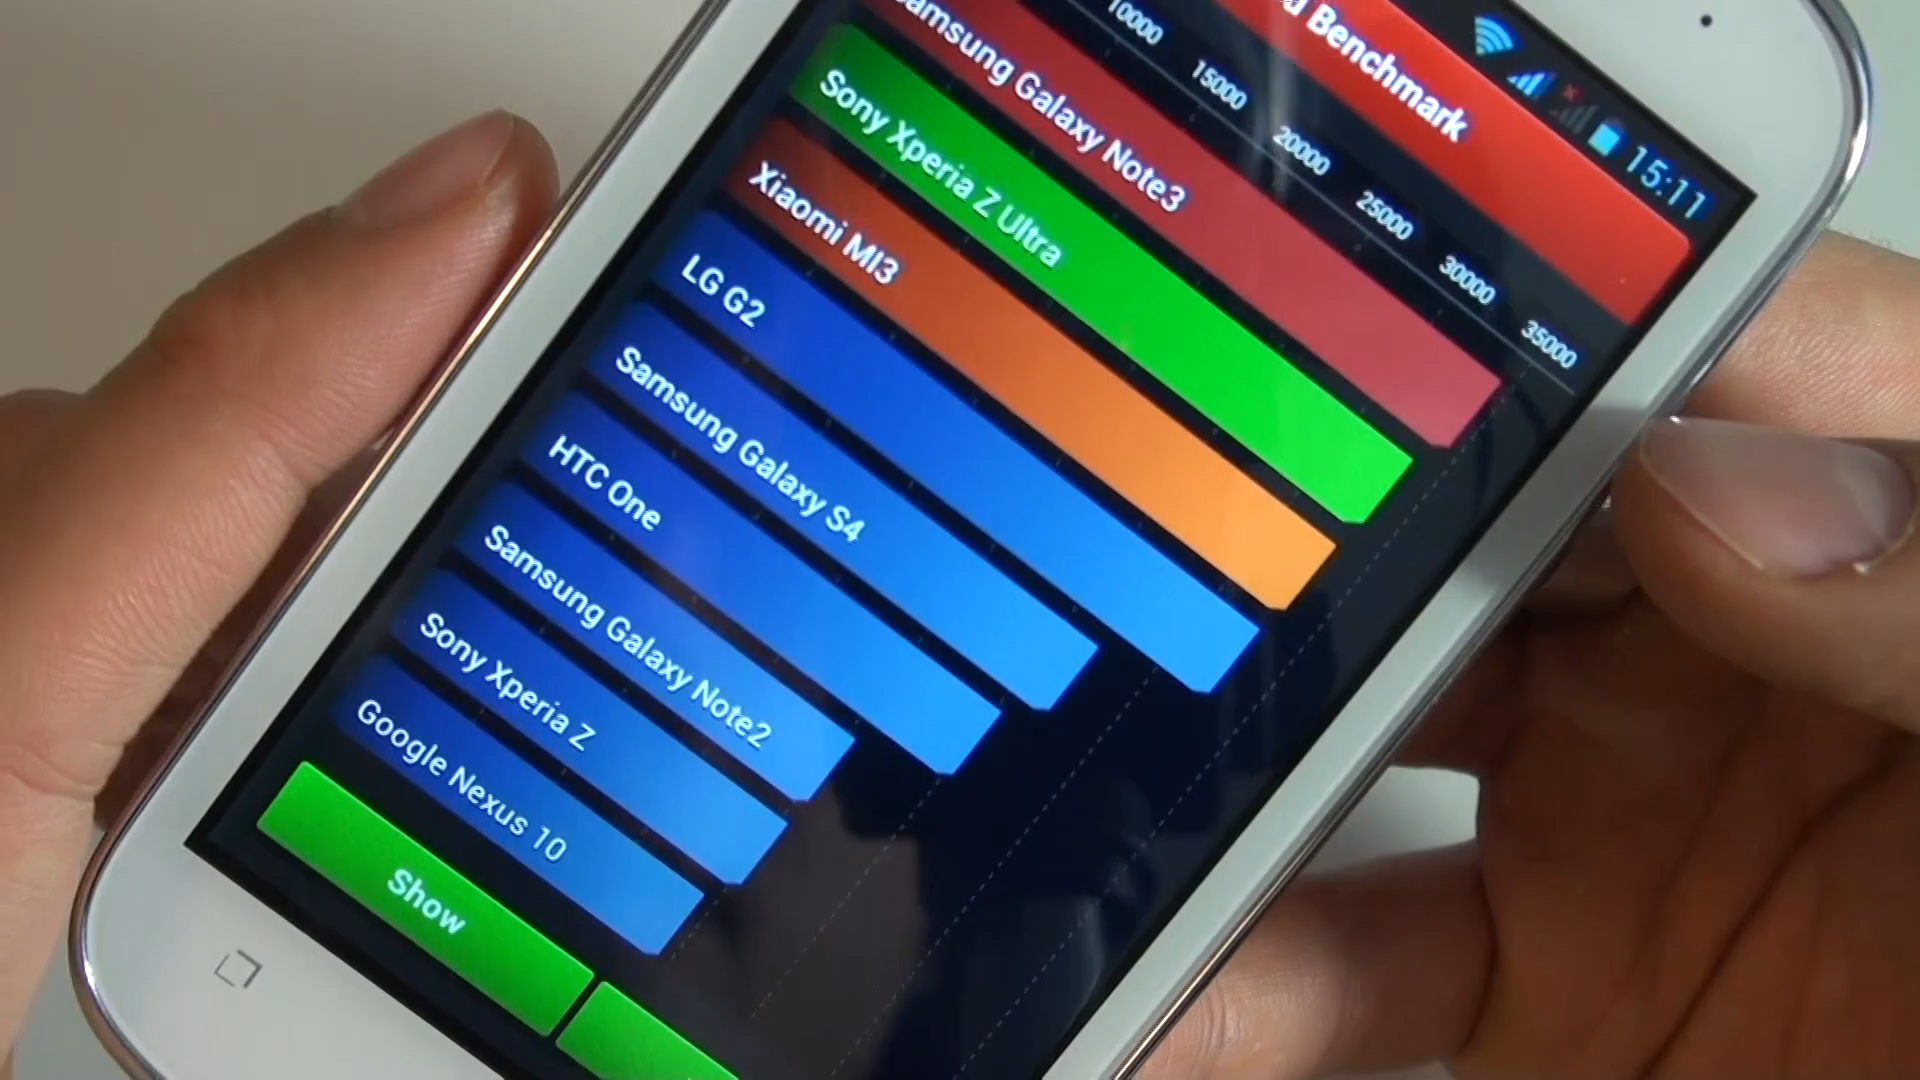 15:11
Benchmark
10000 15000 20000 25000 30000 35000
Samsung Galaxy Note3
Sony Xperia Z Ultra
Xiaomi MI3
LG G2
Samsung Galaxy S4
HTC One
Samsung Galaxy Note2
Sony Xperia Z
Google Nexus 10
Show